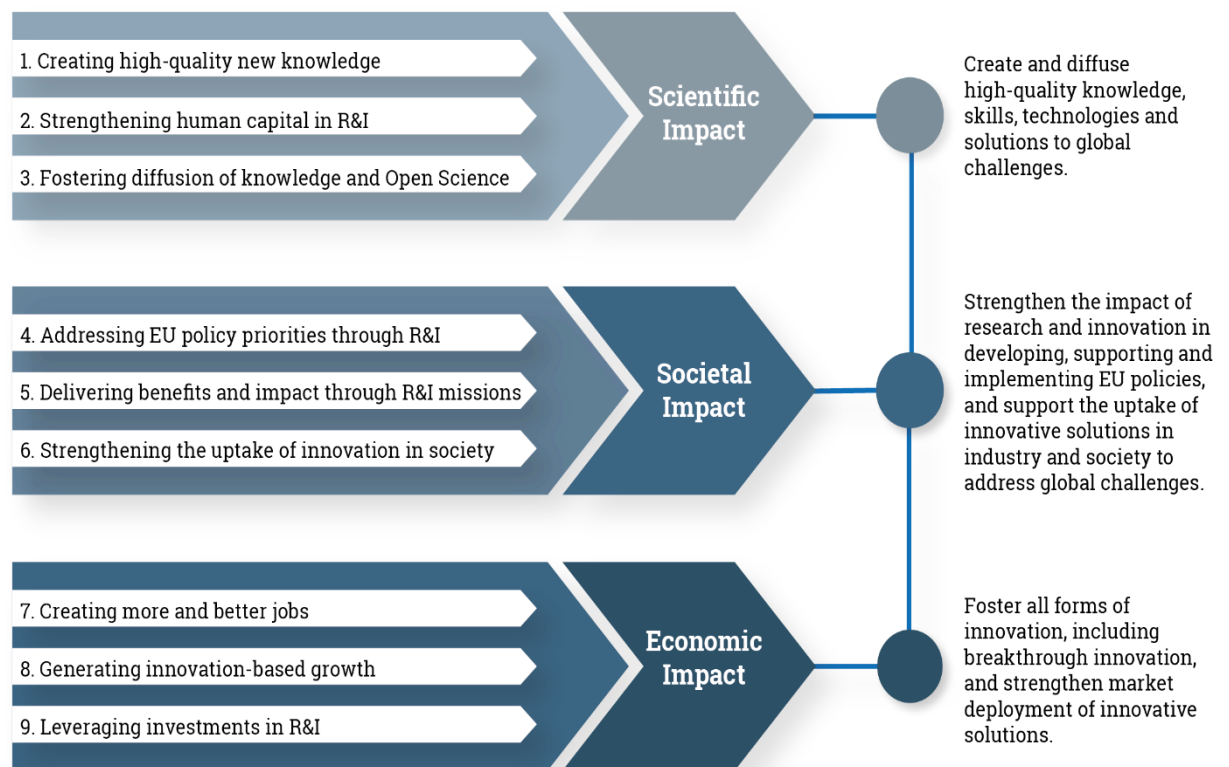 1. Creating high-quality new knowledge
2. Strengthening human capital in R&I
3. Fostering diffusion of knowledge and Open Science
Scientific
Impact
Create and diffuse
high-quality knowledge,
skills, technologies and
solutions to global
challenges.
4. Addressing EU policy priorities through R&I
5. Delivering benefits and impact through R&I missions
6. Strengthening the uptake of innovation in society
Societal
Impact
Strengthen the impact of
research and innovation in
developing, supporting and
implementing EU policies,
and support the uptake of
innovative solutions in
industry and society to
address global challenges.
7. Creating more and better jobs
8. Generating innovation-based growth
9. Leveraging investments in R&I
Economic
Impact
Foster all forms of
innovation, including
breakthrough innovation,
and strengthen market
deployment of innovative
solutions.